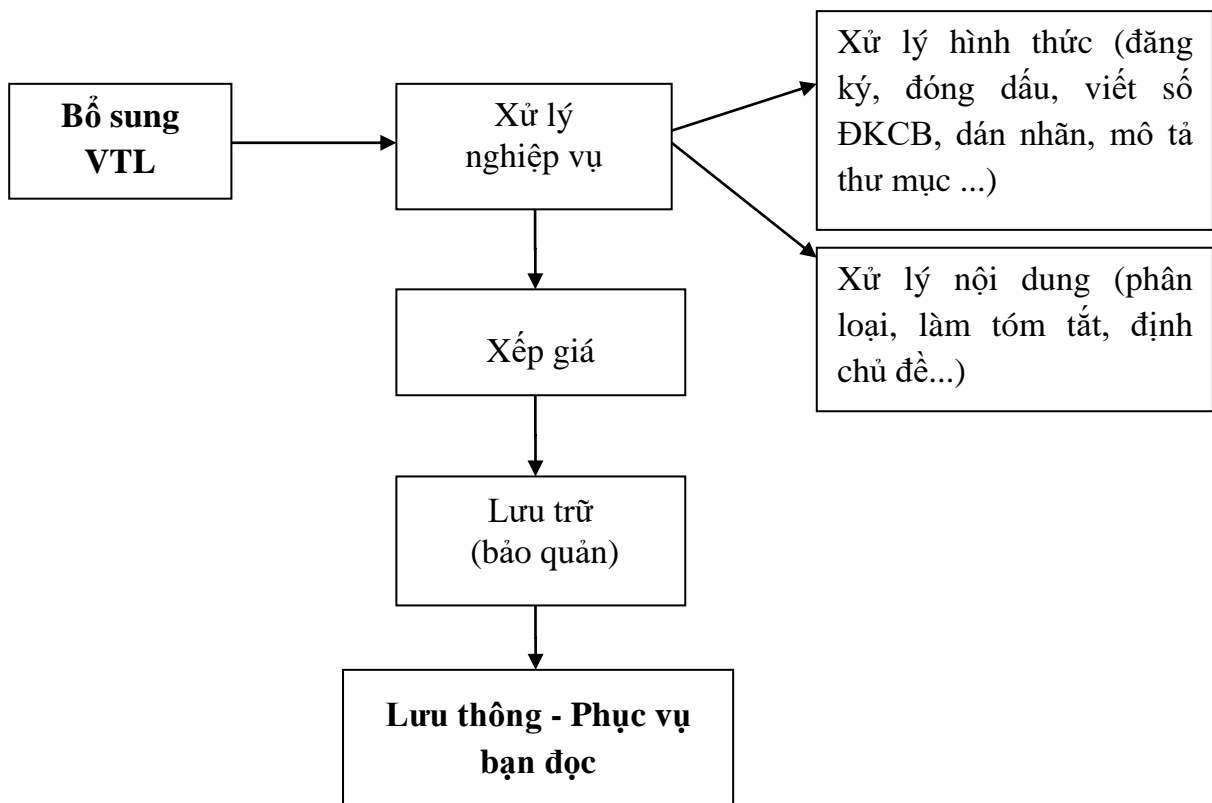 Bổ sung
VTL
Xử lý
nghiệp vụ
Xử lý hình thức (đăng
ký, đóng dấu, viết số
ĐKCB, dán nhãn, mô tả
thư mục ...)
Xử lý nội dung (phân
loại, làm tóm tắt, định
chủ đề...)
Xếp giá
Lưu trữ
(bảo quản)
Lưu thông - Phục vụ
bạn đọc